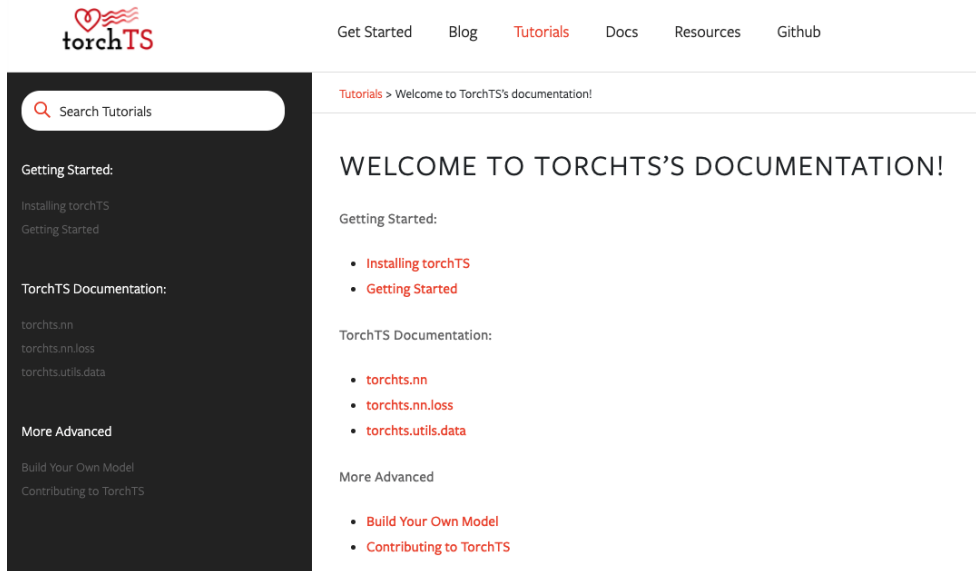 torchTS
Get Started Blog Tutorials Docs Resources Github
Search Tutorials
Getting Started:
Installing torchTS
Getting Started
TorchTS Documentation:
torchts.nn
torchts.nn.loss
torchts.utils.data
More Advanced
Build Your Own Model
Contributing to TorchTS
Tutorials > Welcome to TorchTS's documentation!
WELCOME TO TORCHTS'S DOCUMENTATION!
Getting Started:
• Installing torchTS
• Getting Started
TorchTS Documentation:
• torchts.nn
• torchts.nn.loss
• torchts.utils.data
More Advanced
• Build Your Own Model
• Contributing to TorchTS